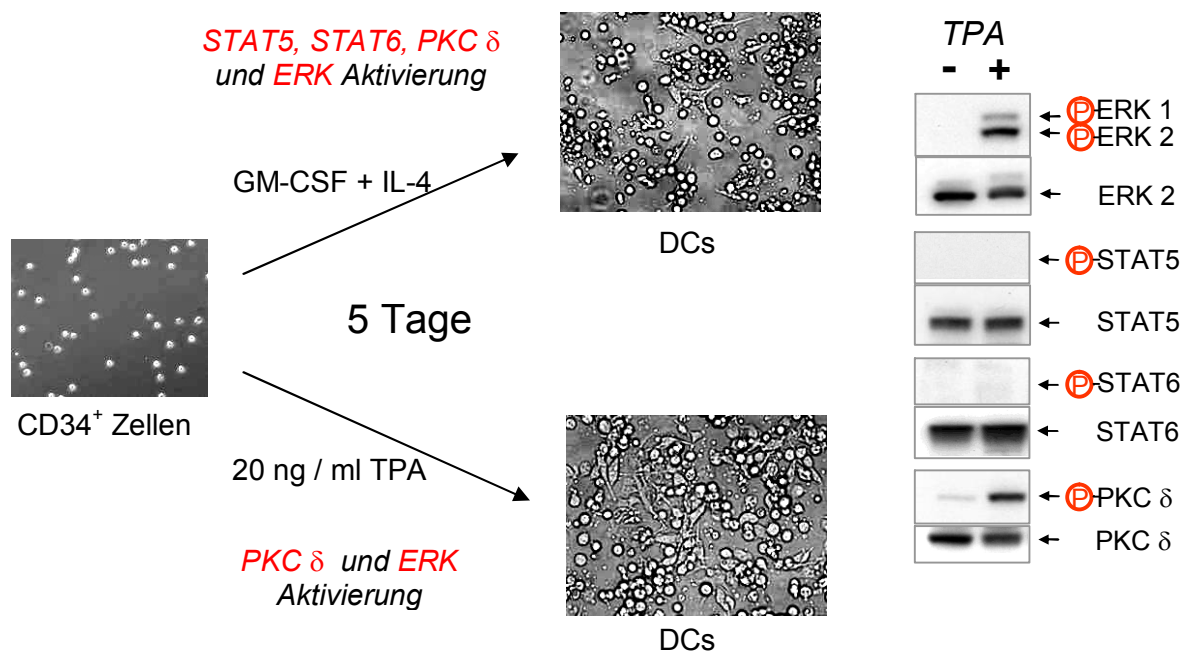 STAT5, STAT6, PKC δ
und ERK Aktivierung
GM-CSF + IL-4
DCs
5 Tage
CD34⁺ Zellen
20 ng / ml TPA
PKC δ und ERK
Aktivierung
DCs
TPA
- +
P-ERK 1
P-ERK 2
ERK 2
P-STAT5
STAT5
P-STAT6
STAT6
P-PKC δ
PKC δ